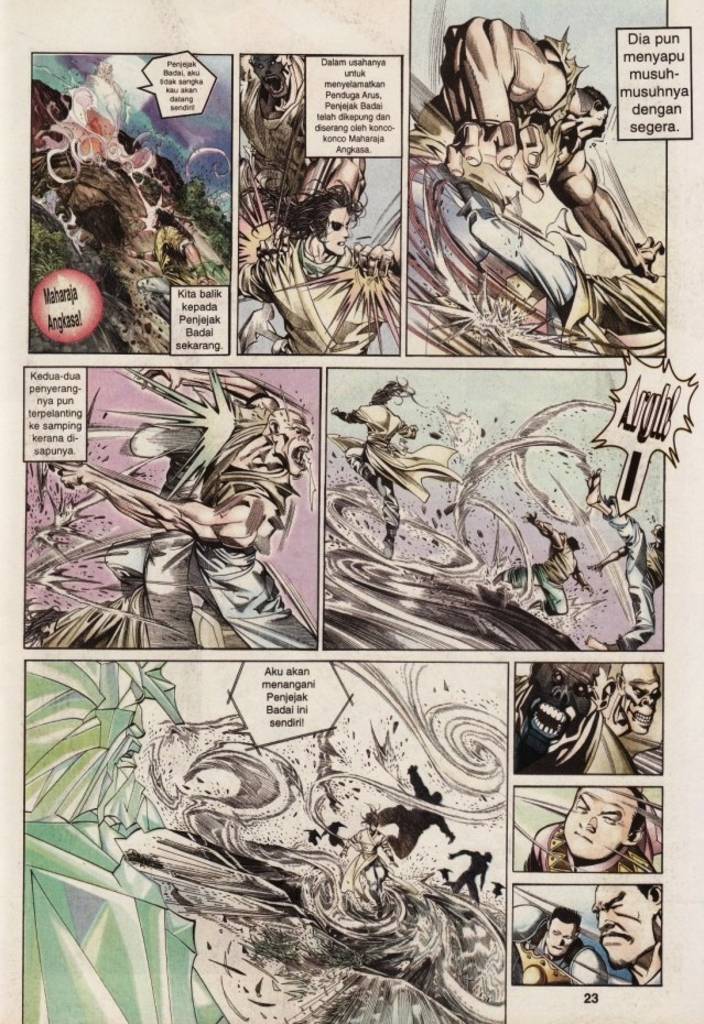 Penjejak
Badai, aku
tidak sangka
kau akan
datang
sendiri!
Maharaja
Angkasa!
Kita balik
kepada
Penjejak
Badai
sekarang.
Dalam usahanya
untuk
menyelamatkan
Penduga Arus,
Penjejak Badai
telah dikepung dan
diserang oleh konco-
konco Maharaja
Angkasa.
Dia pun
menyapu
musuh-
musuhnya
dengan
segera.
Kedua-dua
penyerang-
nya pun
terpelanting
ke samping
kerana di-
sapunya.
Aku akan
menangani
Penjejak
Badai ini
sendiri!
23